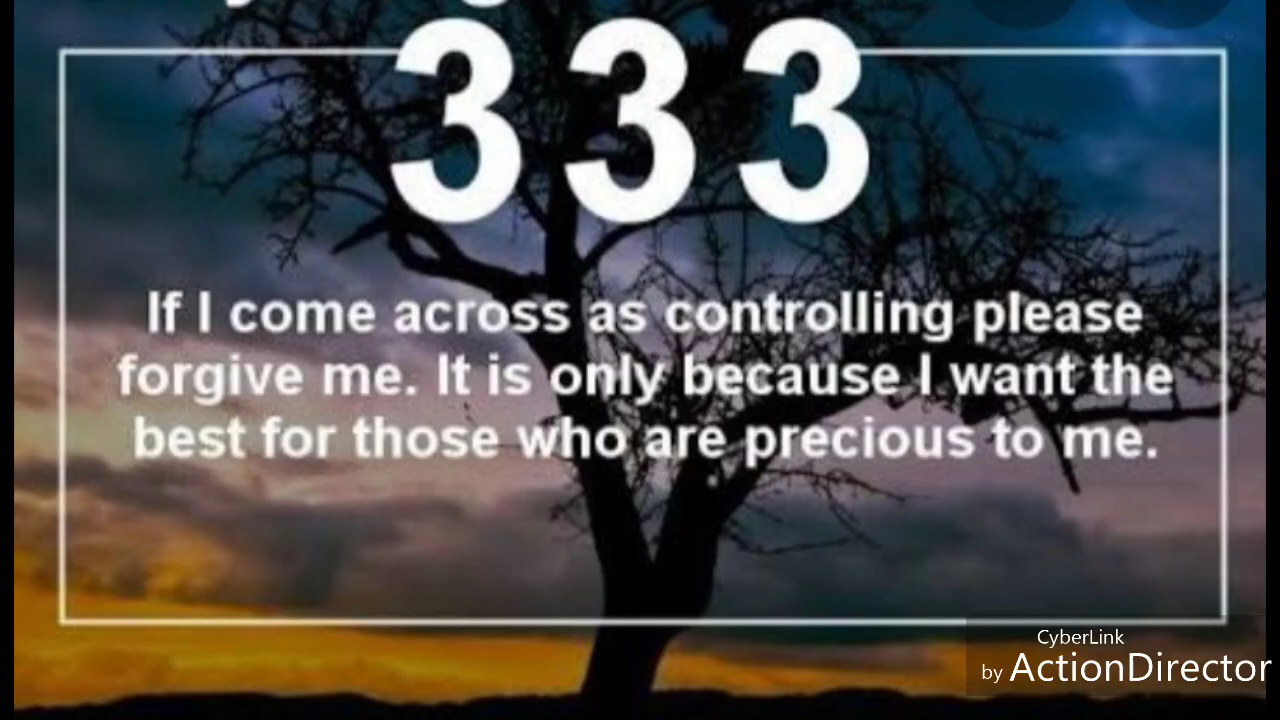 333
If I come across as controlling please
forgive me. It is only because I want the
best for those who are precious to me.
CyberLink
by ActionDirector